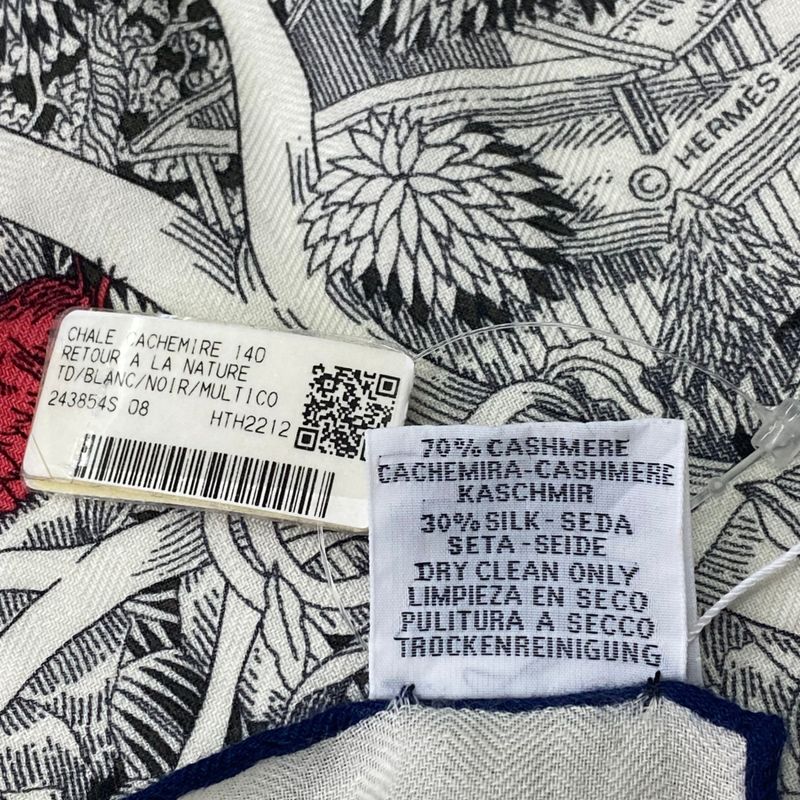 © HERMÈS
CHALE CACHEMIRE 140
RETOUR A LA NATURE
TD/BLANC/NOIR/MULTICO
243854S 08
HTH2212
70% CASHMERE
CACHEMIRA-CASHMERE
KASCHMIR
30% SILK-SEDA
SETA-SEIDE
DRY CLEAN ONLY
LIMPIEZA EN SECO
PULITURA A SECCO
TROCKENREINIGUNG